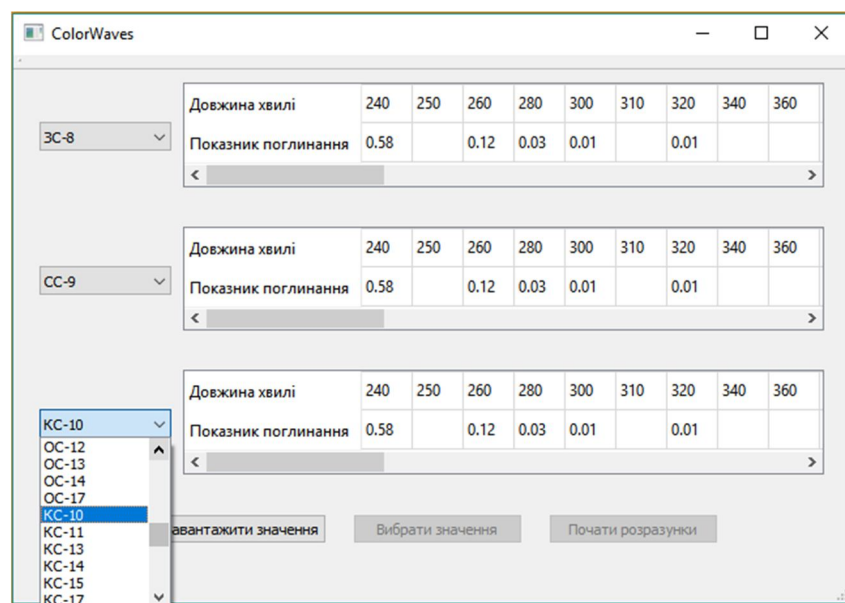 ColorWaves
ЗС-8
Довжина хвилі 240 250 260 280 300 310 320 340 360
Показник поглинання 0.58 0.12 0.03 0.01 0.01
СС-9
Довжина хвилі 240 250 260 280 300 310 320 340 360
Показник поглинання 0.58 0.12 0.03 0.01 0.01
КС-10
Довжина хвилі 240 250 260 280 300 310 320 340 360
Показник поглинання 0.58 0.12 0.03 0.01 0.01
ОС-12
ОС-13
ОС-14
ОС-17
КС-10
КС-11
КС-13
КС-14
КС-15
КС-17
авантажити значення Вибрати значення Почати розразунки